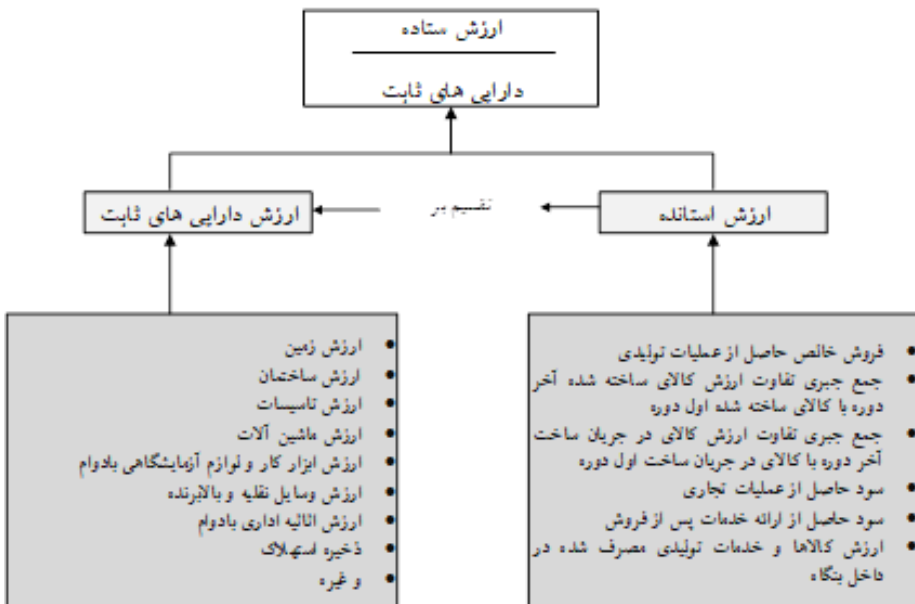 ارزش ستاده
دارایی های ثابت
ارزش استانده
تقسیم بر
ارزش دارایی های ثابت
• فروش خالص حاصل از عملیات تولیدی
• جمع جبری تفاوت ارزش کالای ساخته شده آخر
دوره با کالای ساخته شده اول دوره
• جمع جبری تفاوت ارزش کالای در جریان ساخت
آخر دوره با کالای در جریان ساخت اول دوره
• سود حاصل از عملیات تجاری
• سود حاصل از ارائه خدمات پس از فروش
• ارزش کالاها و خدمات تولیدی مصرف شده در
داخل بنگاه
• ارزش زمین
• ارزش ساختمان
• ارزش تاسیسات
• ارزش ماشین آلات
• ارزش ابزار کار و لوازم آزمایشگاهی بادوام
• ارزش وسایل نقلیه و بالابرنده
• ارزش اثاثیه اداری بادوام
• ذخیره استهلاک
• و غیره